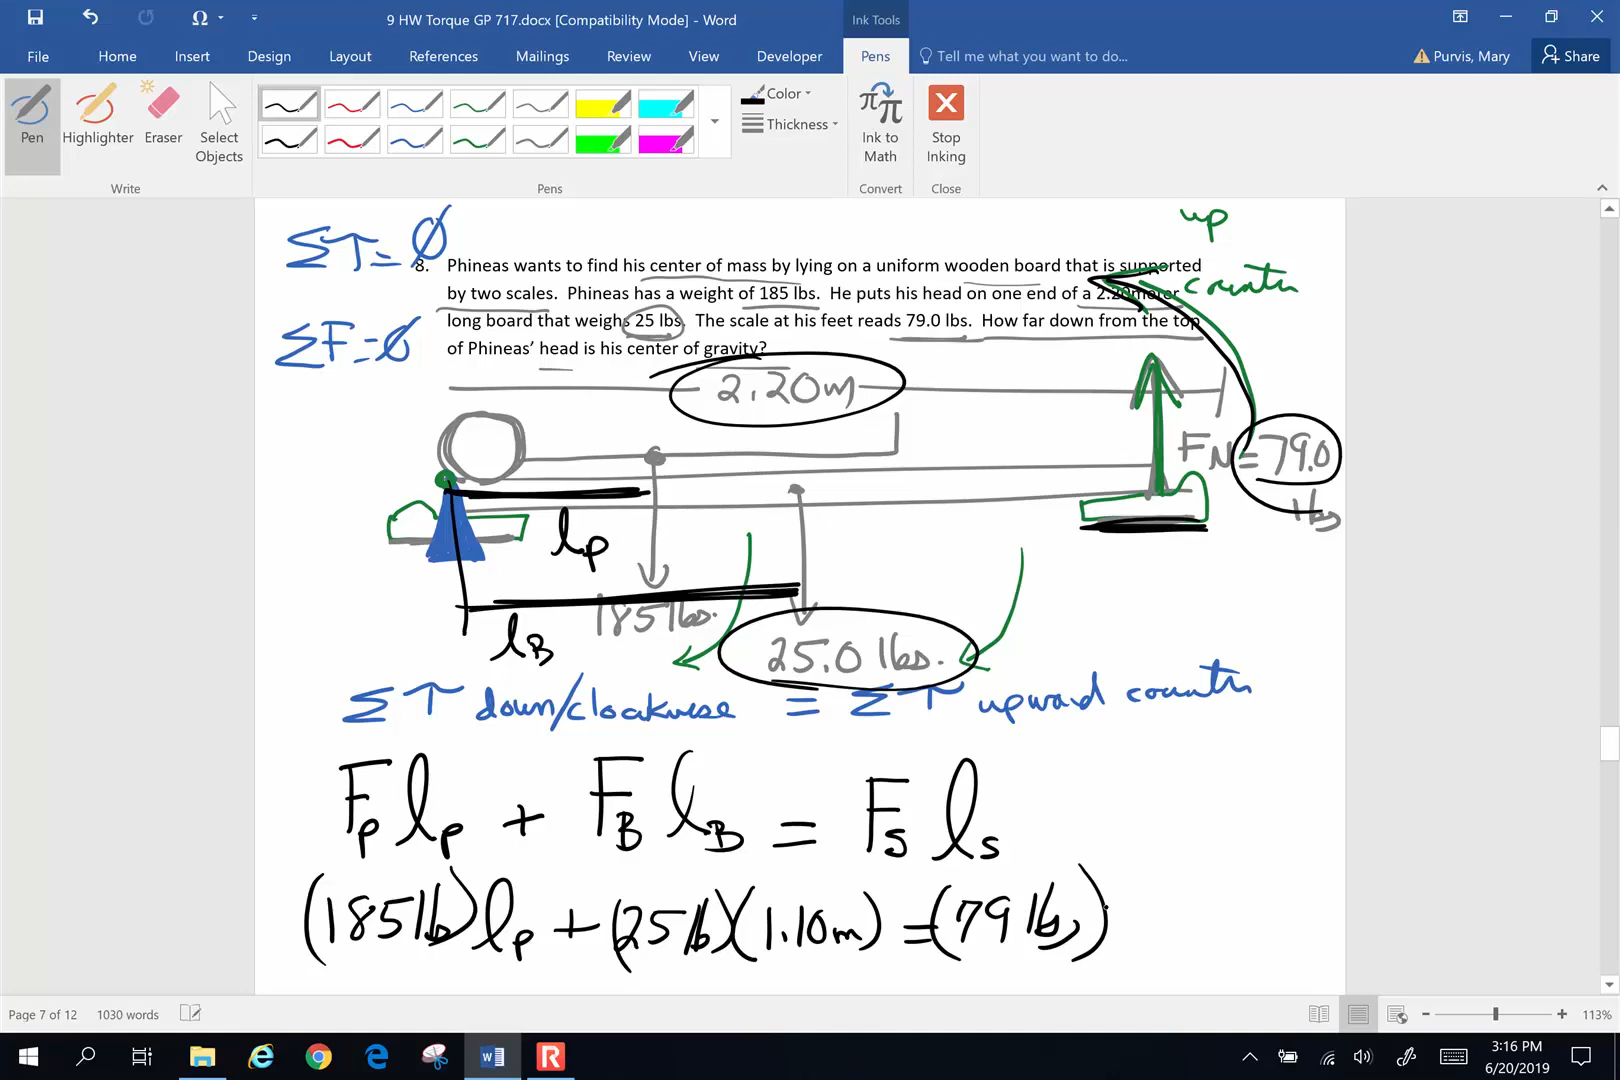 9 HW Torque GP 717.docx [Compatibility Mode] - Word
Ink Tools
File Home Insert Design Layout References Mailings Review View Developer Pens Tell me what you want to do... Purvis, Mary Share
Pen
Highlighter
Eraser
Select Objects
Color
Thickness
Ink to Math
Stop Inking
Write
Pens
Convert
Close
up
Στ = Ø
8. Phineas wants to find his center of mass by lying on a uniform wooden board that is supported
counter
by two scales. Phineas has a weight of 185 lbs. He puts his head on one end of a 2.20meter
long board that weighs 25 lbs. The scale at his feet reads 79.0 lbs. How far down from the top
ΣF = Ø
of Phineas' head is his center of gravity?
2.20m
FN = 79.0 lbs
lP
185 lbs.
lB
25.0 lbs.
Στ down/clockwise = Στ upward counter
FP lP + FB lB = FS lS
(185 lb) lP + (25 lb)(1.10m) = (79 lbs)
Page 7 of 12 1030 words
113%
3:16 PM
6/20/2019